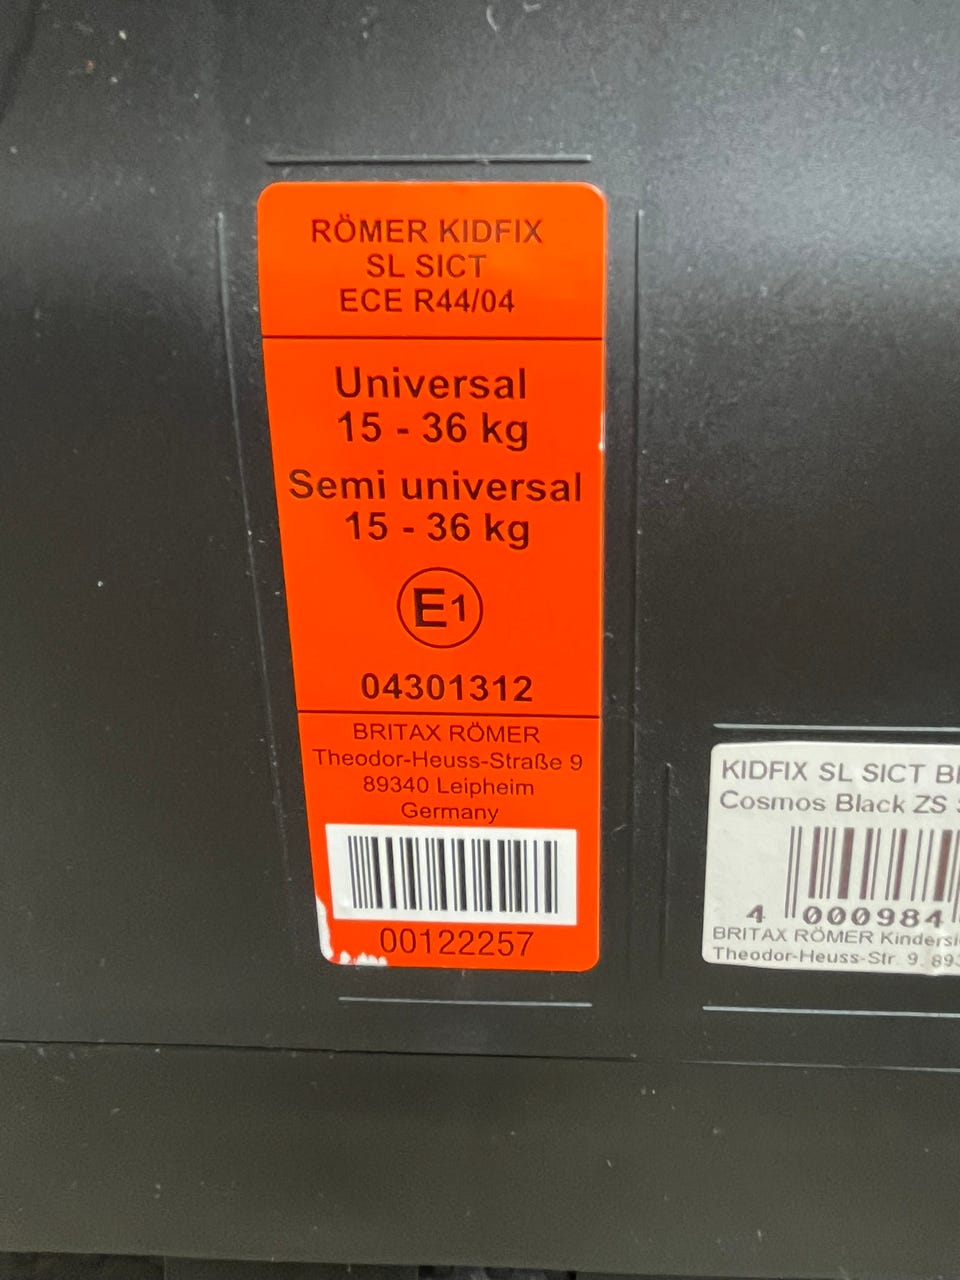 RÖMER KIDFIX
SL SICT
ECE R44/04
Universal
15 - 36 kg
Semi universal
15 - 36 kg
E1
04301312
BRITAX RÖMER
Theodor-Heuss-Straße 9
89340 Leipheim
Germany
00122257
KIDFIX SL SICT
Cosmos Black ZS
4 000984
BRITAX RÖMER
Theodor-Heuss-Str. 9,